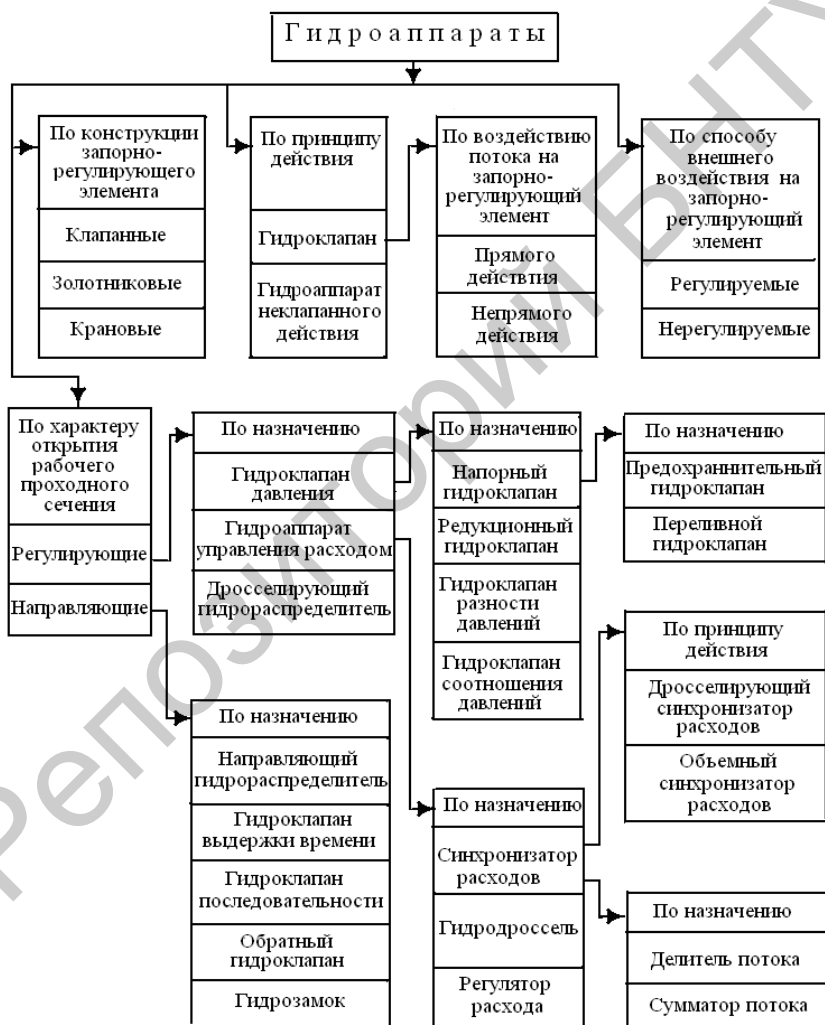 Гидроаппараты
По конструкции
запорно-
регулирующего
элемента
Клапанные
Золотниковые
Крановые
По принципу
действия
Гидроклапан
Гидроаппарат
неклапанного
действия
По воздействию
потока на
запорно-
регулирующий
элемент
Прямого
действтия
Непрямого
действия
По способу
внешнего
воздействия на
запорно-
регулирующий
элемент
Регулируемые
Нерегулируемые
По характеру
открытия
рабочего
проходного
сечения
Регулирующие
Направляющие
По назначению
Гидроклапан
давления
Гидроаппарат
управления расходом
Дросселирующий
гидрораспределитель
По назначению
Напорный
гидроклапан
Редукционный
гидроклапан
Гидроклапан
разности
давлений
Гидроклапан
соотношения
давлений
По назначению
Предохраннительный
гидроклапан
Переливной
гидроклапан
По принципу
действия
Дросселирующий
синхронизатор
расходов
Объемный
синхронизатор
расходов
По назначению
Направляющий
гидрораспределитель
Гидроклапан
выдержки времени
Гидроклапан
последовательности
Обратный
гидроклапан
Гидрозамок
По назначению
Синхронизатор
расходов
Гидродроссель
Регулятор
расхода
По назначению
Делитель потока
Сумматор потока
Репозиторий БНТУ